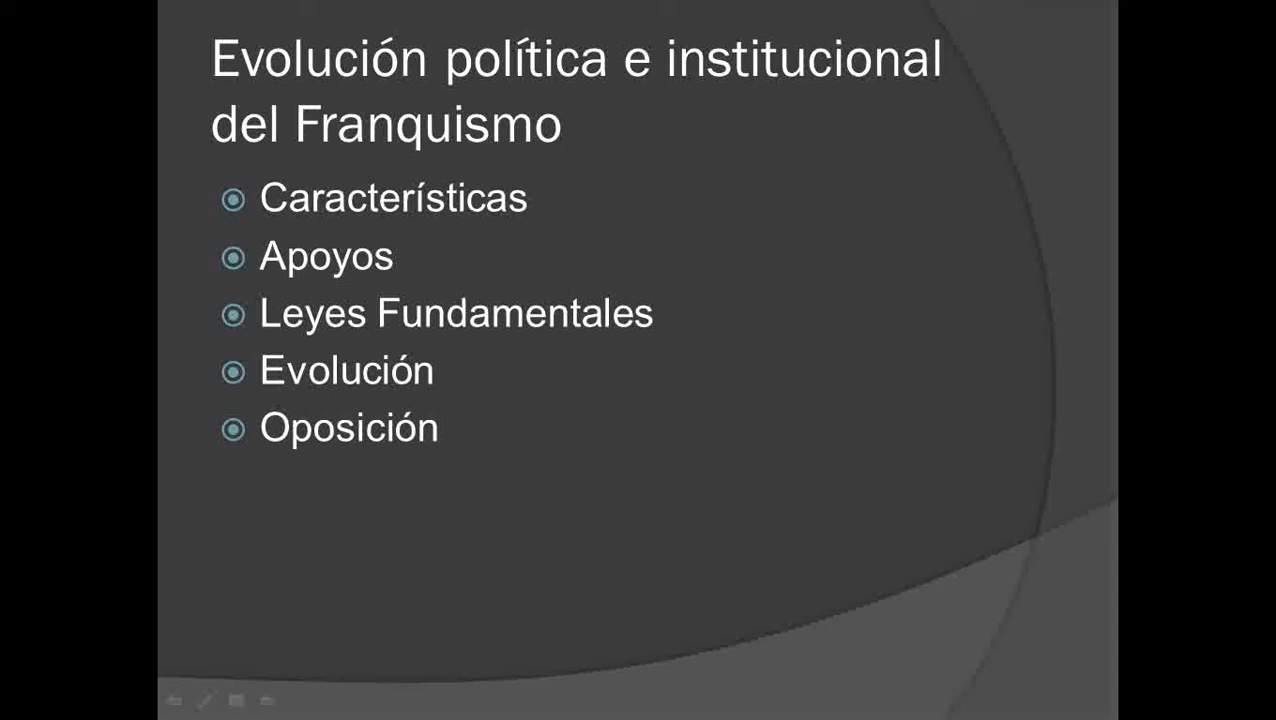 Evolución política e institucional
del Franquismo
Características
Apoyos
Leyes Fundamentales
Evolución
Oposición